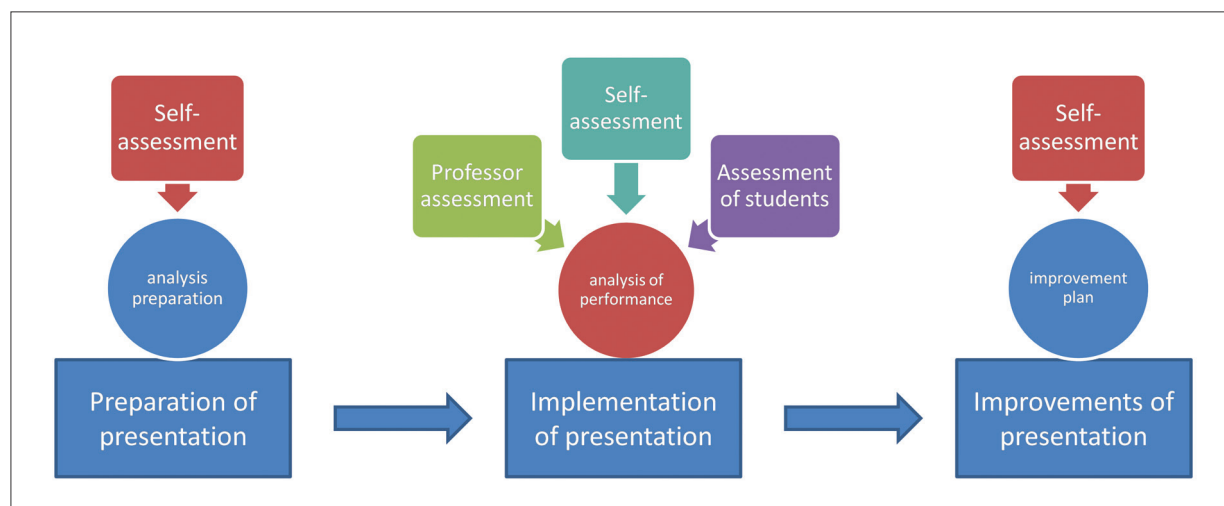 Self-
assessment
analysis
preparation
Preparation of
presentation
Professor
assessment
Self-
assessment
Assessment
of students
analysis of
performance
Implementation
of presentation
Self-
assessment
improvement
plan
Improvements of
presentation